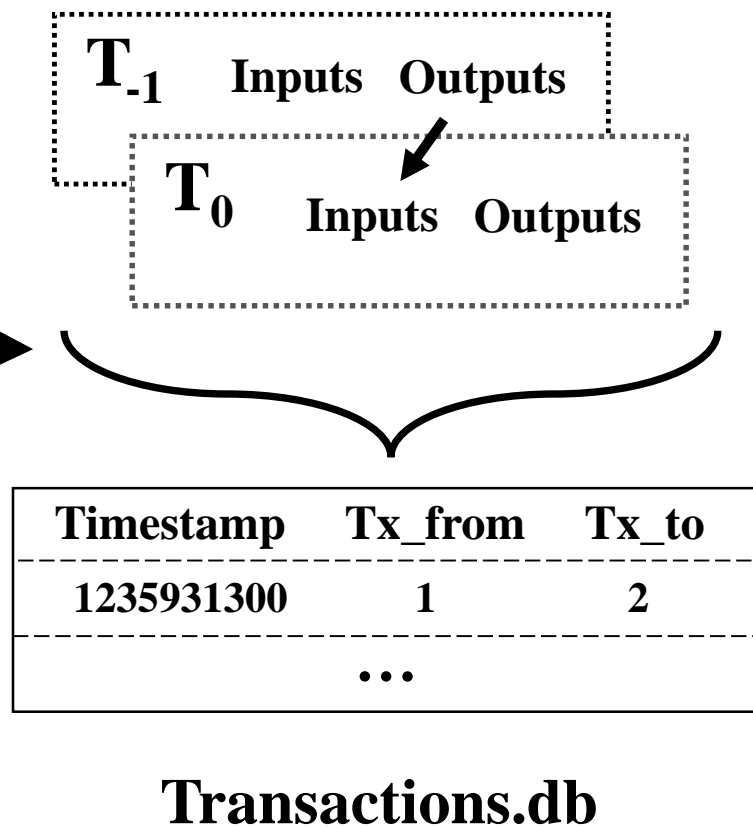 T-1 Inputs Outputs
T0 Inputs Outputs
Timestamp Tx_from Tx_to
1235931300 1 2
...
Transactions.db